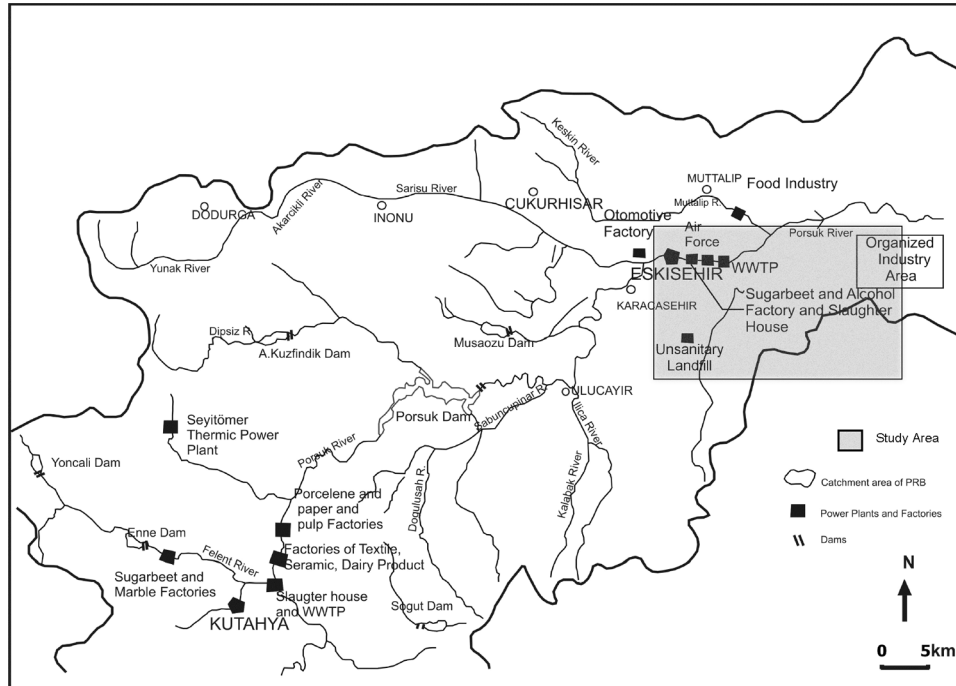 Keskin River
MUTTALIP
Food Industry
Muttalip R.
Akarcikli River
Sarisu River
DODURGA
INONU
CUKURHISAR
Otomotive
Factory
Air
Force
Porsuk River
Organized
Industry
Area
Yunak River
ESKISEHIR
WWTP
KARACASEHIR
Sugarbeet and Alcohol
Factory and Slaughter
House
Dipsiz R.
A.Kuzfindik Dam
Musaozu Dam
Unsanitary
Landfill
Porsuk Dam
Sabuncupinar R.
ULUCAYIR
Ilica River
Seyitömer
Thermic Power
Plant
Porsuk River
Study Area
Yoncali Dam
Dogulusah R.
Kalabak River
Catchment area of PRB
Porcelene and
paper and
pulp Factories
Power Plants and Factories
Enne Dam
Felent River
Factories of Textile,
Seramic, Dairy Product
Dams
Sugarbeet and
Marble Factories
Slaugter house
and WWTP
Sogut Dam
KUTAHYA
N
0 5km